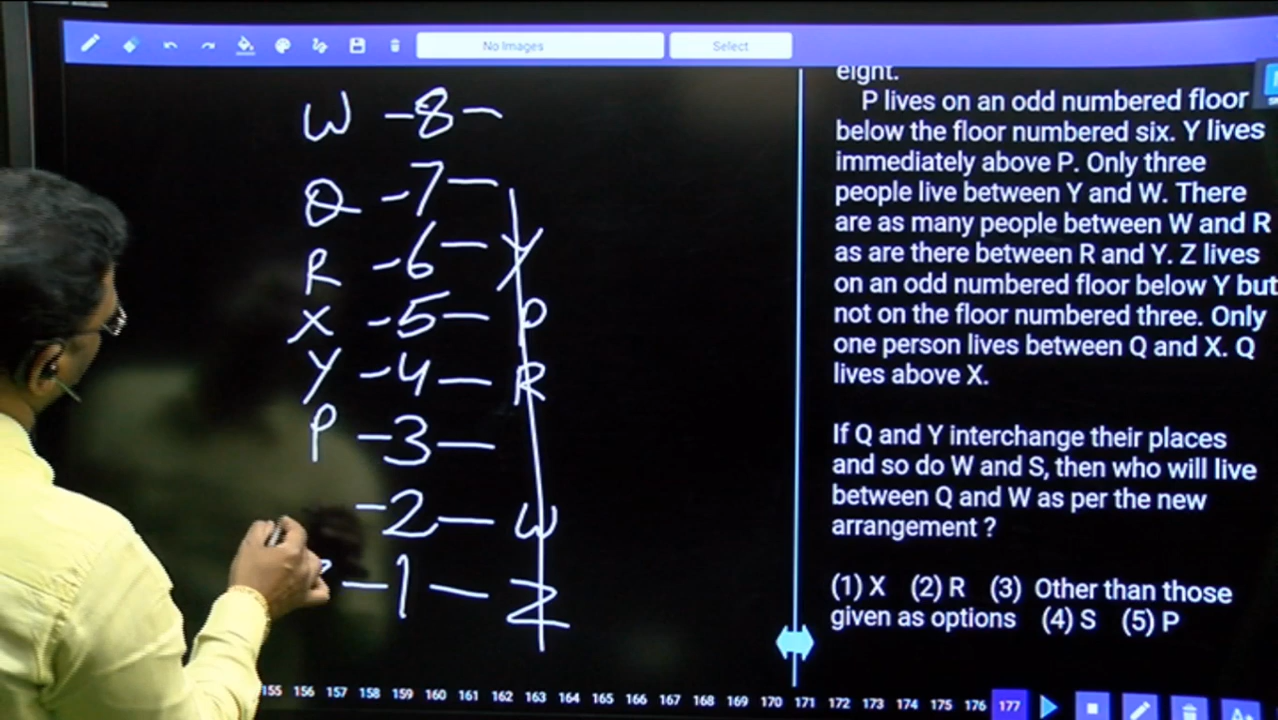 No Images
Select
W -8-
Q -7-
R -6- Y
X -5- P
Y -4- R
P -3-
-2- W
-1- Z
eight.
P lives on an odd numbered floor
below the floor numbered six. Y lives
immediately above P. Only three
people live between Y and W. There
are as many people between W and R
as are there between R and Y. Z lives
on an odd numbered floor below Y but
not on the floor numbered three. Only
one person lives between Q and X. Q
lives above X.
If Q and Y interchange their places
and so do W and S, then who will live
between Q and W as per the new
arrangement ?
(1) X (2) R (3) Other than those
given as options (4) S (5) P
155 156 157 158 159 160 161 162 163 164 165 166 167 168 169 170 171 172 173 174 175 176 177